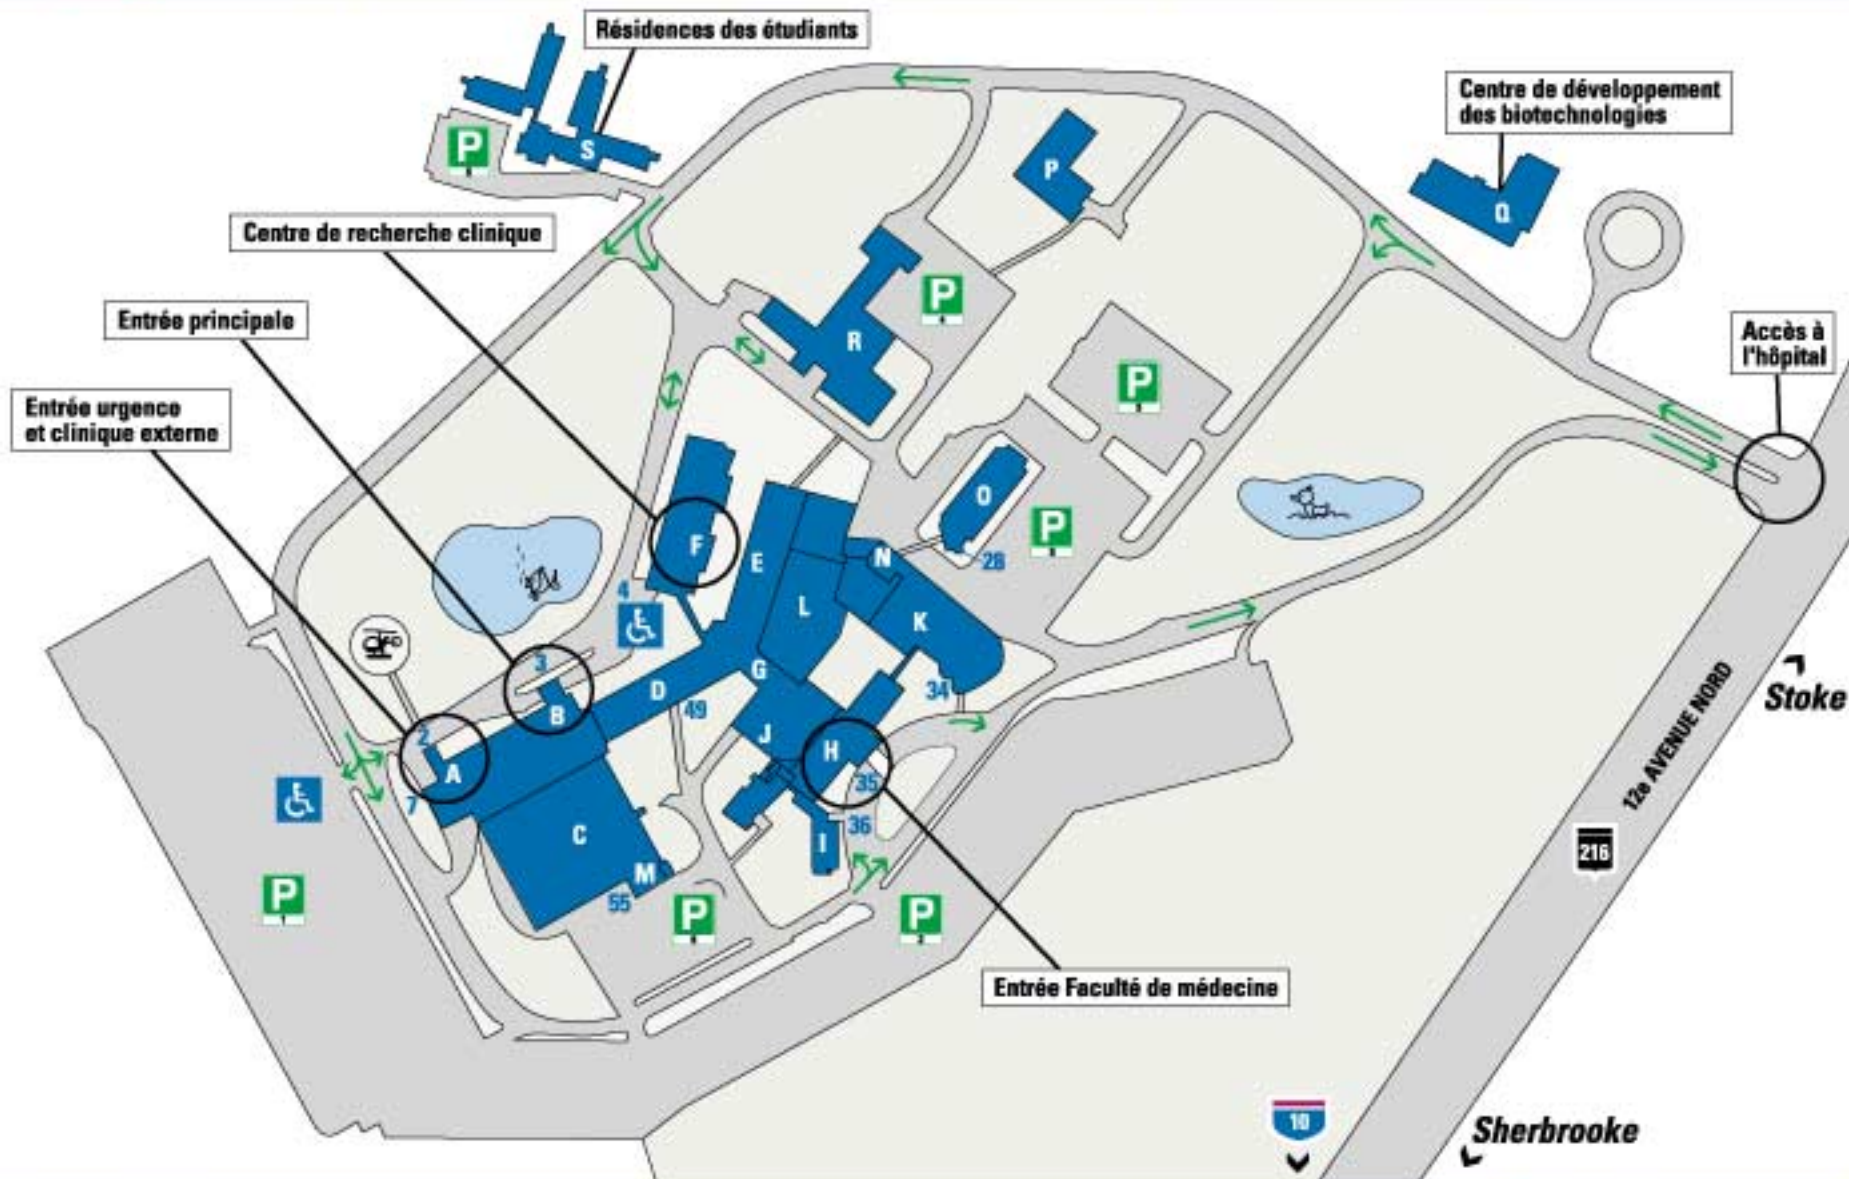 Résidences des étudiants
Centre de développement
des biotechnologies
P
S
P
Q
Centre de recherche clinique
Entrée principale
P
R
Accès à
l'hôpital
P
Entrée urgence
et clinique externe
O
P
F
E
N
28
4
L
K
3
G
D
34
B
49
2
J
H
A
7
35
C
36
I
M
55
P
1
P
P
Stoke
12e AVENUE NORD
216
Entrée Faculté de médecine
10
Sherbrooke